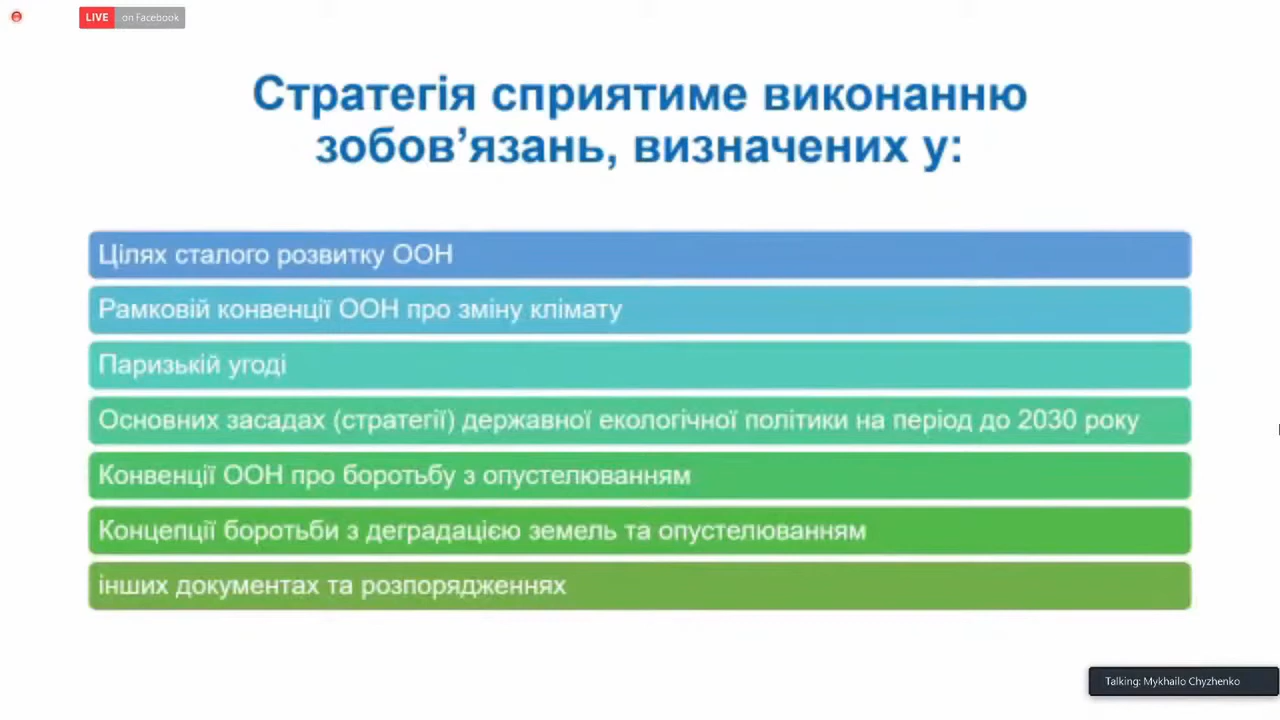 LIVE on Facebook
Стратегія сприятиме виконанню
зобов’язань, визначених у:
Цілях сталого розвитку ООН
Рамковій конвенції ООН про зміну клімату
Паризькій угоді
Основних засадах (стратегії) державної екологічної політики на період до 2030 року
Конвенції ООН про боротьбу з опустелюванням
Концепції боротьби з деградацією земель та опустелюванням
інших документах та розпорядженнях
Talking: Mykhailo Chyzhenko